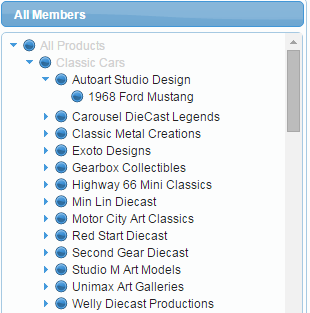 All Members
All Products
Classic Cars
Autoart Studio Design
1968 Ford Mustang
Carousel DieCast Legends
Classic Metal Creations
Exoto Designs
Gearbox Collectibles
Highway 66 Mini Classics
Min Lin Diecast
Motor City Art Classics
Red Start Diecast
Second Gear Diecast
Studio M Art Models
Unimax Art Galleries
Welly Diecast Productions